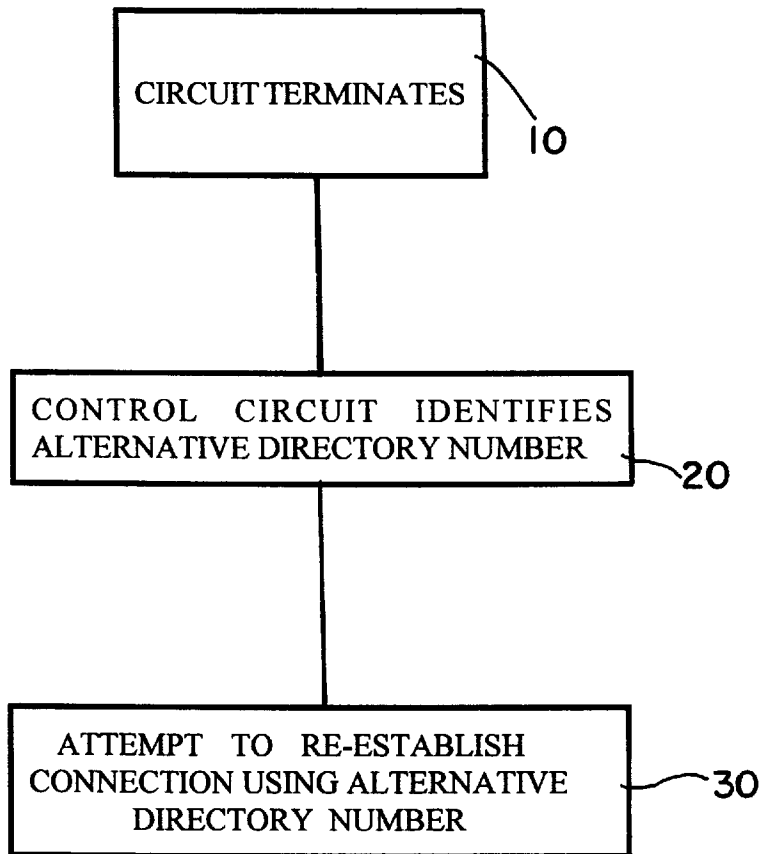 CIRCUIT TERMINATES
10
CONTROL CIRCUIT IDENTIFIES
ALTERNATIVE DIRECTORY NUMBER
20
ATTEMPT TO RE-ESTABLISH
CONNECTION USING ALTERNATIVE
DIRECTORY NUMBER
30